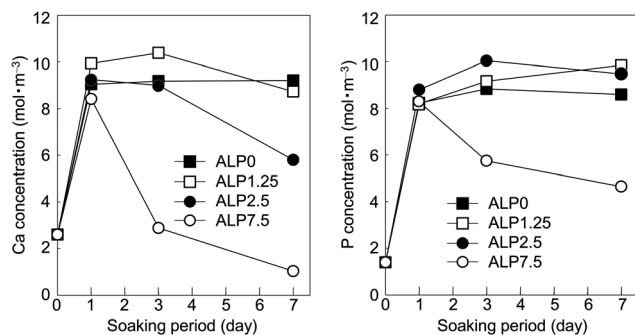 Ca concentration (mol·m⁻³)
12
10
8
6
4
2
0
ALP0
ALP1.25
ALP2.5
ALP7.5
0 1 2 3 4 5 6 7
Soaking period (day)
P concentration (mol·m⁻³)
12
10
8
6
4
2
0
ALP0
ALP1.25
ALP2.5
ALP7.5
0 1 2 3 4 5 6 7
Soaking period (day)